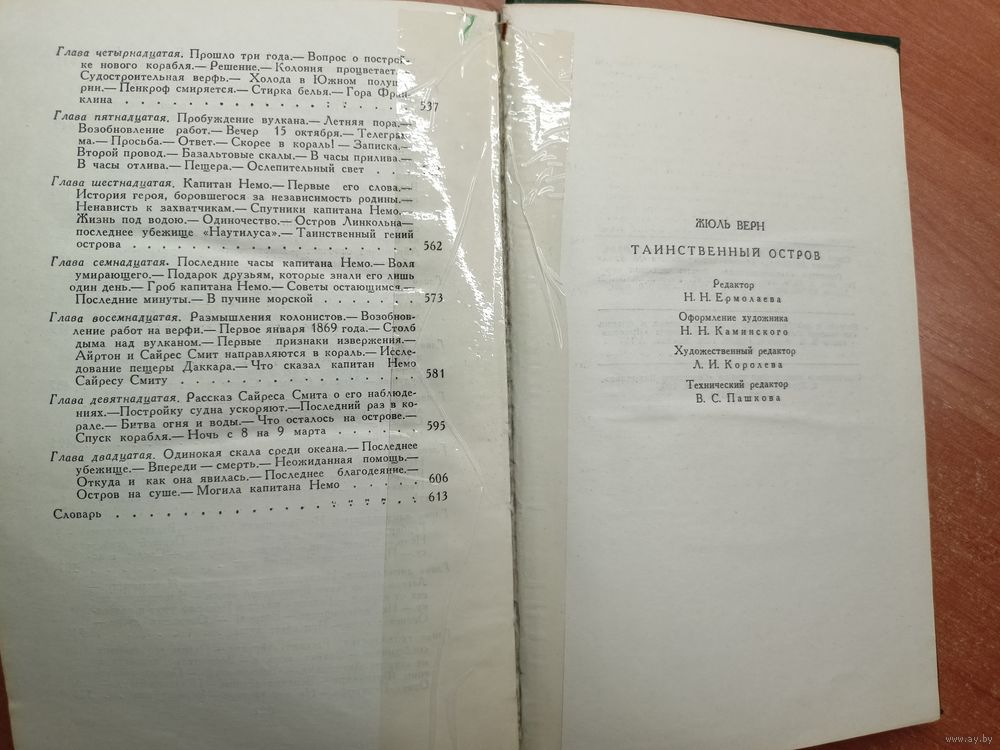 Глава четырнадцатая. Прошло три года.— Вопрос о построй-
ке нового корабля.— Решение.— Колония процветает.—
Судостроительная верфь.— Холода в Южном полуша-
рии.— Пенкроф смиряется.— Стирка белья.— Гора Фран-
клина . . . . . . . . . . . . . . . . 537
Глава пятнадцатая. Пробуждение вулкана.— Летняя пора.—
Возобновление работ.— Вечер 15 октября.— Телеграм-
ма.— Просьба.— Ответ.— Скорее в кораль! — Записка.—
Второй провод.— Базальтовые скалы.— В часы прилива.—
В часы отлива.— Пещера.— Ослепительный свет . . . .
Глава шестнадцатая. Капитан Немо.— Первые его слова.—
История героя, боровшегося за независимость родины.—
Ненависть к захватчикам.— Спутники капитана Немо.—
Жизнь под водою.— Одиночество.— Остров Линкольна—
последнее убежище «Наутилуса».— Таинственный гений
острова . . . . . . . . . . . . . . . . 562
Глава семнадцатая. Последние часы капитана Немо.— Воля
умирающего.— Подарок друзьям, которые знали его лишь
один день.— Гроб капитана Немо.— Советы остающимся.—
Последние минуты.— В пучине морской . . . . . . . 573
Глава восемнадцатая. Размышления колонистов.— Возобнов-
ление работ на верфи.— Первое января 1869 года.— Столб
дыма над вулканом.— Первые признаки извержения.—
Айртон и Сайрес Смит направляются в кораль.— Иссле-
дование пещеры Даккара.— Что сказал капитан Немо
Сайресу Смиту . . . . . . . . . . . . . . 581
Глава девятнадцатая. Рассказ Сайреса Смита о его наблюде-
ниях.—Постройку судна ускоряют.—Последний раз в ко-
рале.— Битва огня и воды.— Что осталось на острове.—
Спуск корабля.— Ночь с 8 на 9 марта . . . . . . . 595
Глава двадцатая. Одинокая скала среди океана.— Последнее
убежище.— Впереди — смерть.— Неожиданная помощь.—
Откуда и как она явилась.— Последнее благодеяние.—
Остров на суше.— Могила капитана Немо . . . . . . 606
Словарь . . . . . . . . . . . . . . . . . 613
ЖЮЛЬ ВЕРН
ТАИНСТВЕННЫЙ ОСТРОВ
Редактор
Н. Н. Ермолаева
Оформление художника
Н. Н. Каминского
Художественный редактор
Л. И. Королева
Технический редактор
В. С. Пашкова
www.ay.by